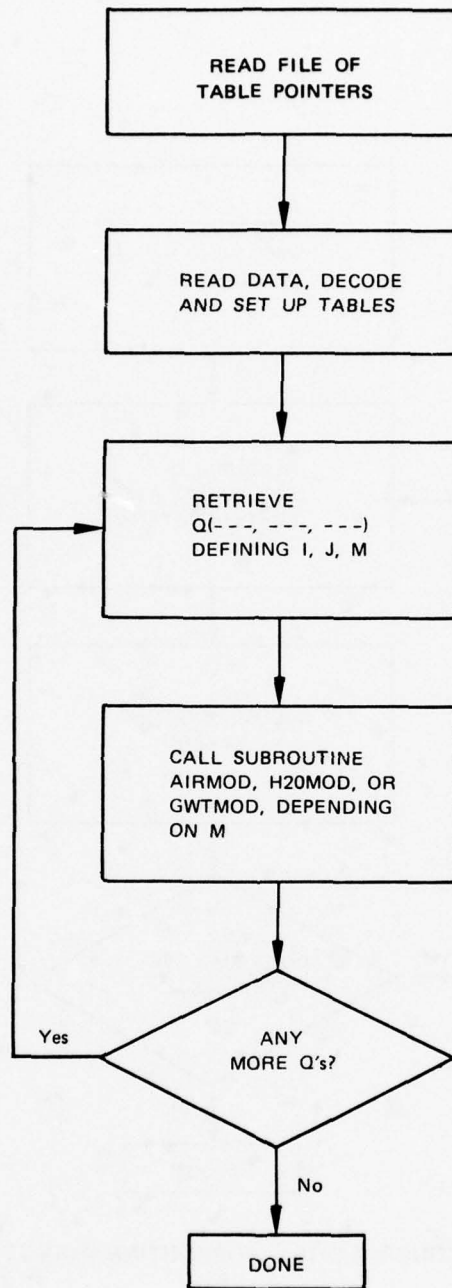 READ FILE OF
TABLE POINTERS
READ DATA, DECODE
AND SET UP TABLES
RETRIEVE
Q(---, ---, ---)
DEFINING I, J, M
CALL SUBROUTINE
AIRMOD, H20MOD, OR
GWTMOD, DEPENDING
ON M
Yes
ANY
MORE Q's?
No
DONE